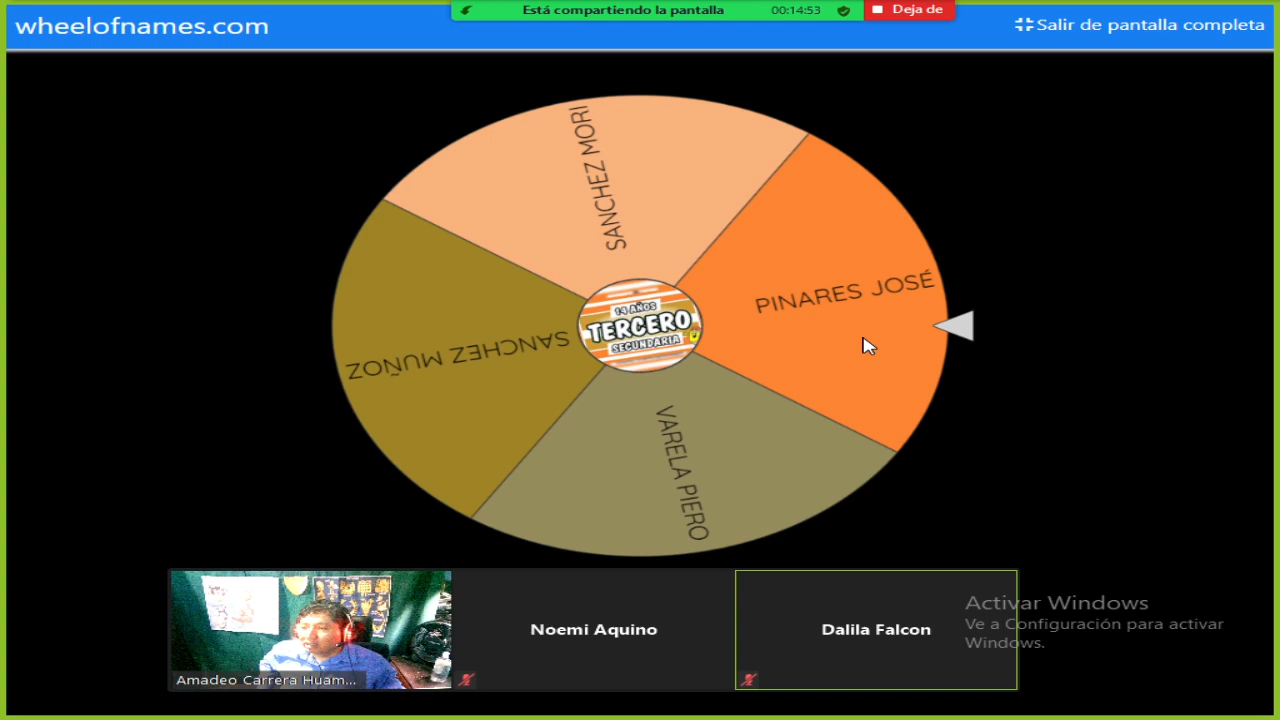 Está compartiendo la pantalla 00:14:53 Deja de
wheelofnames.com
Salir de pantalla completa
SANCHEZ MORI
PINARES JOSÉ
14 AÑOS
TERCERO
SECUNDARIA
SANCHEZ MUÑOZ
VARELA PIERO
Amadeo Carrera Huam...
Noemi Aquino
Dalila Falcon
Activar Windows
Ve a Configuración para activar
Windows.